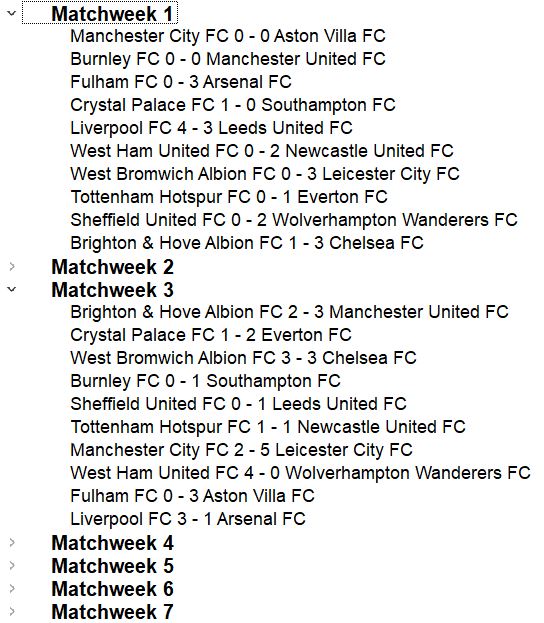 Matchweek 1
Manchester City FC 0 - 0 Aston Villa FC
Burnley FC 0 - 0 Manchester United FC
Fulham FC 0 - 3 Arsenal FC
Crystal Palace FC 1 - 0 Southampton FC
Liverpool FC 4 - 3 Leeds United FC
West Ham United FC 0 - 2 Newcastle United FC
West Bromwich Albion FC 0 - 3 Leicester City FC
Tottenham Hotspur FC 0 - 1 Everton FC
Sheffield United FC 0 - 2 Wolverhampton Wanderers FC
Brighton & Hove Albion FC 1 - 3 Chelsea FC
Matchweek 2
Matchweek 3
Brighton & Hove Albion FC 2 - 3 Manchester United FC
Crystal Palace FC 1 - 2 Everton FC
West Bromwich Albion FC 3 - 3 Chelsea FC
Burnley FC 0 - 1 Southampton FC
Sheffield United FC 0 - 1 Leeds United FC
Tottenham Hotspur FC 1 - 1 Newcastle United FC
Manchester City FC 2 - 5 Leicester City FC
West Ham United FC 4 - 0 Wolverhampton Wanderers FC
Fulham FC 0 - 3 Aston Villa FC
Liverpool FC 3 - 1 Arsenal FC
Matchweek 4
Matchweek 5
Matchweek 6
Matchweek 7